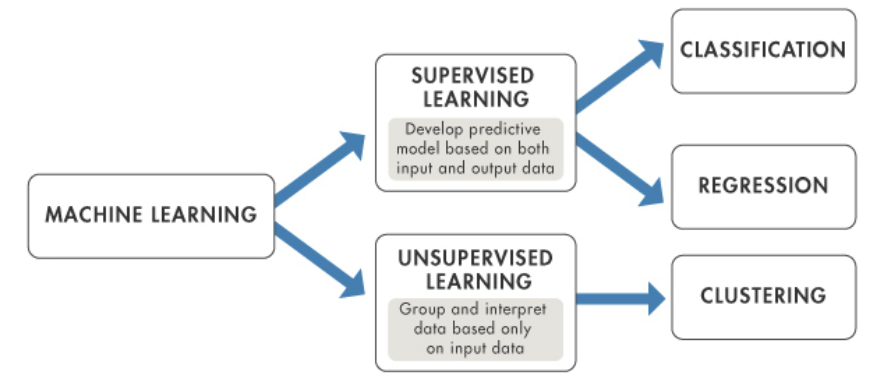 MACHINE LEARNING
SUPERVISED
LEARNING
Develop predictive
model based on both
input and output data
CLASSIFICATION
REGRESSION
UNSUPERVISED
LEARNING
Group and interpret
data based only
on input data
CLUSTERING